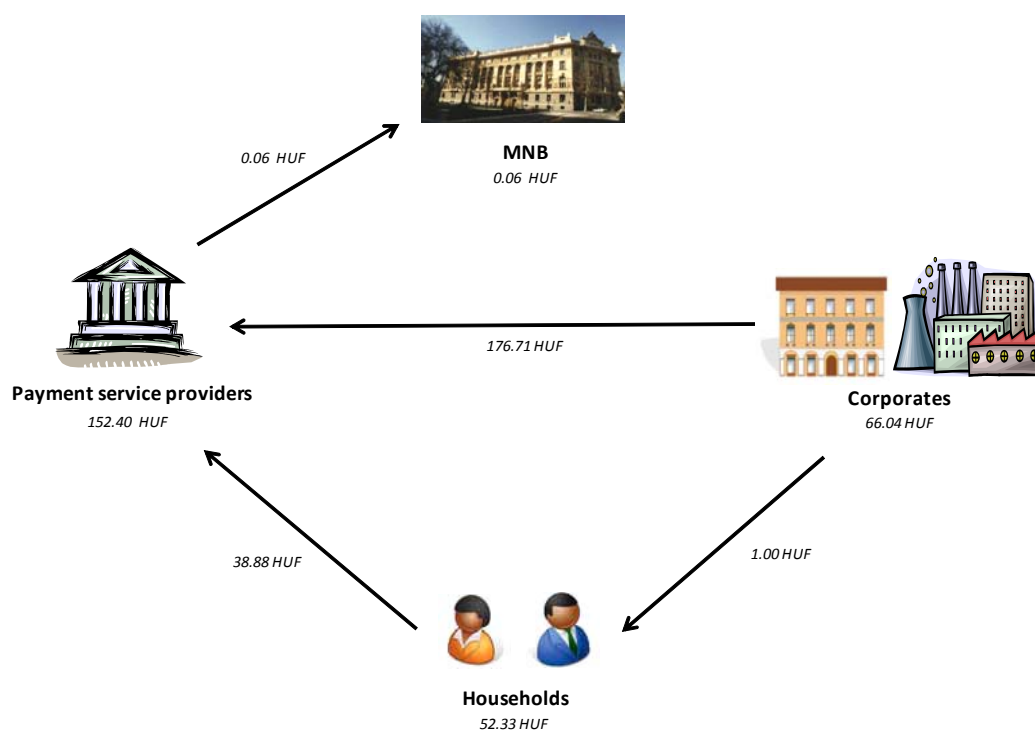 0.06 HUF
MNB
0.06 HUF
176.71 HUF
Payment service providers
152.40 HUF
Corporates
66.04 HUF
38.88 HUF
1.00 HUF
Households
52.33 HUF